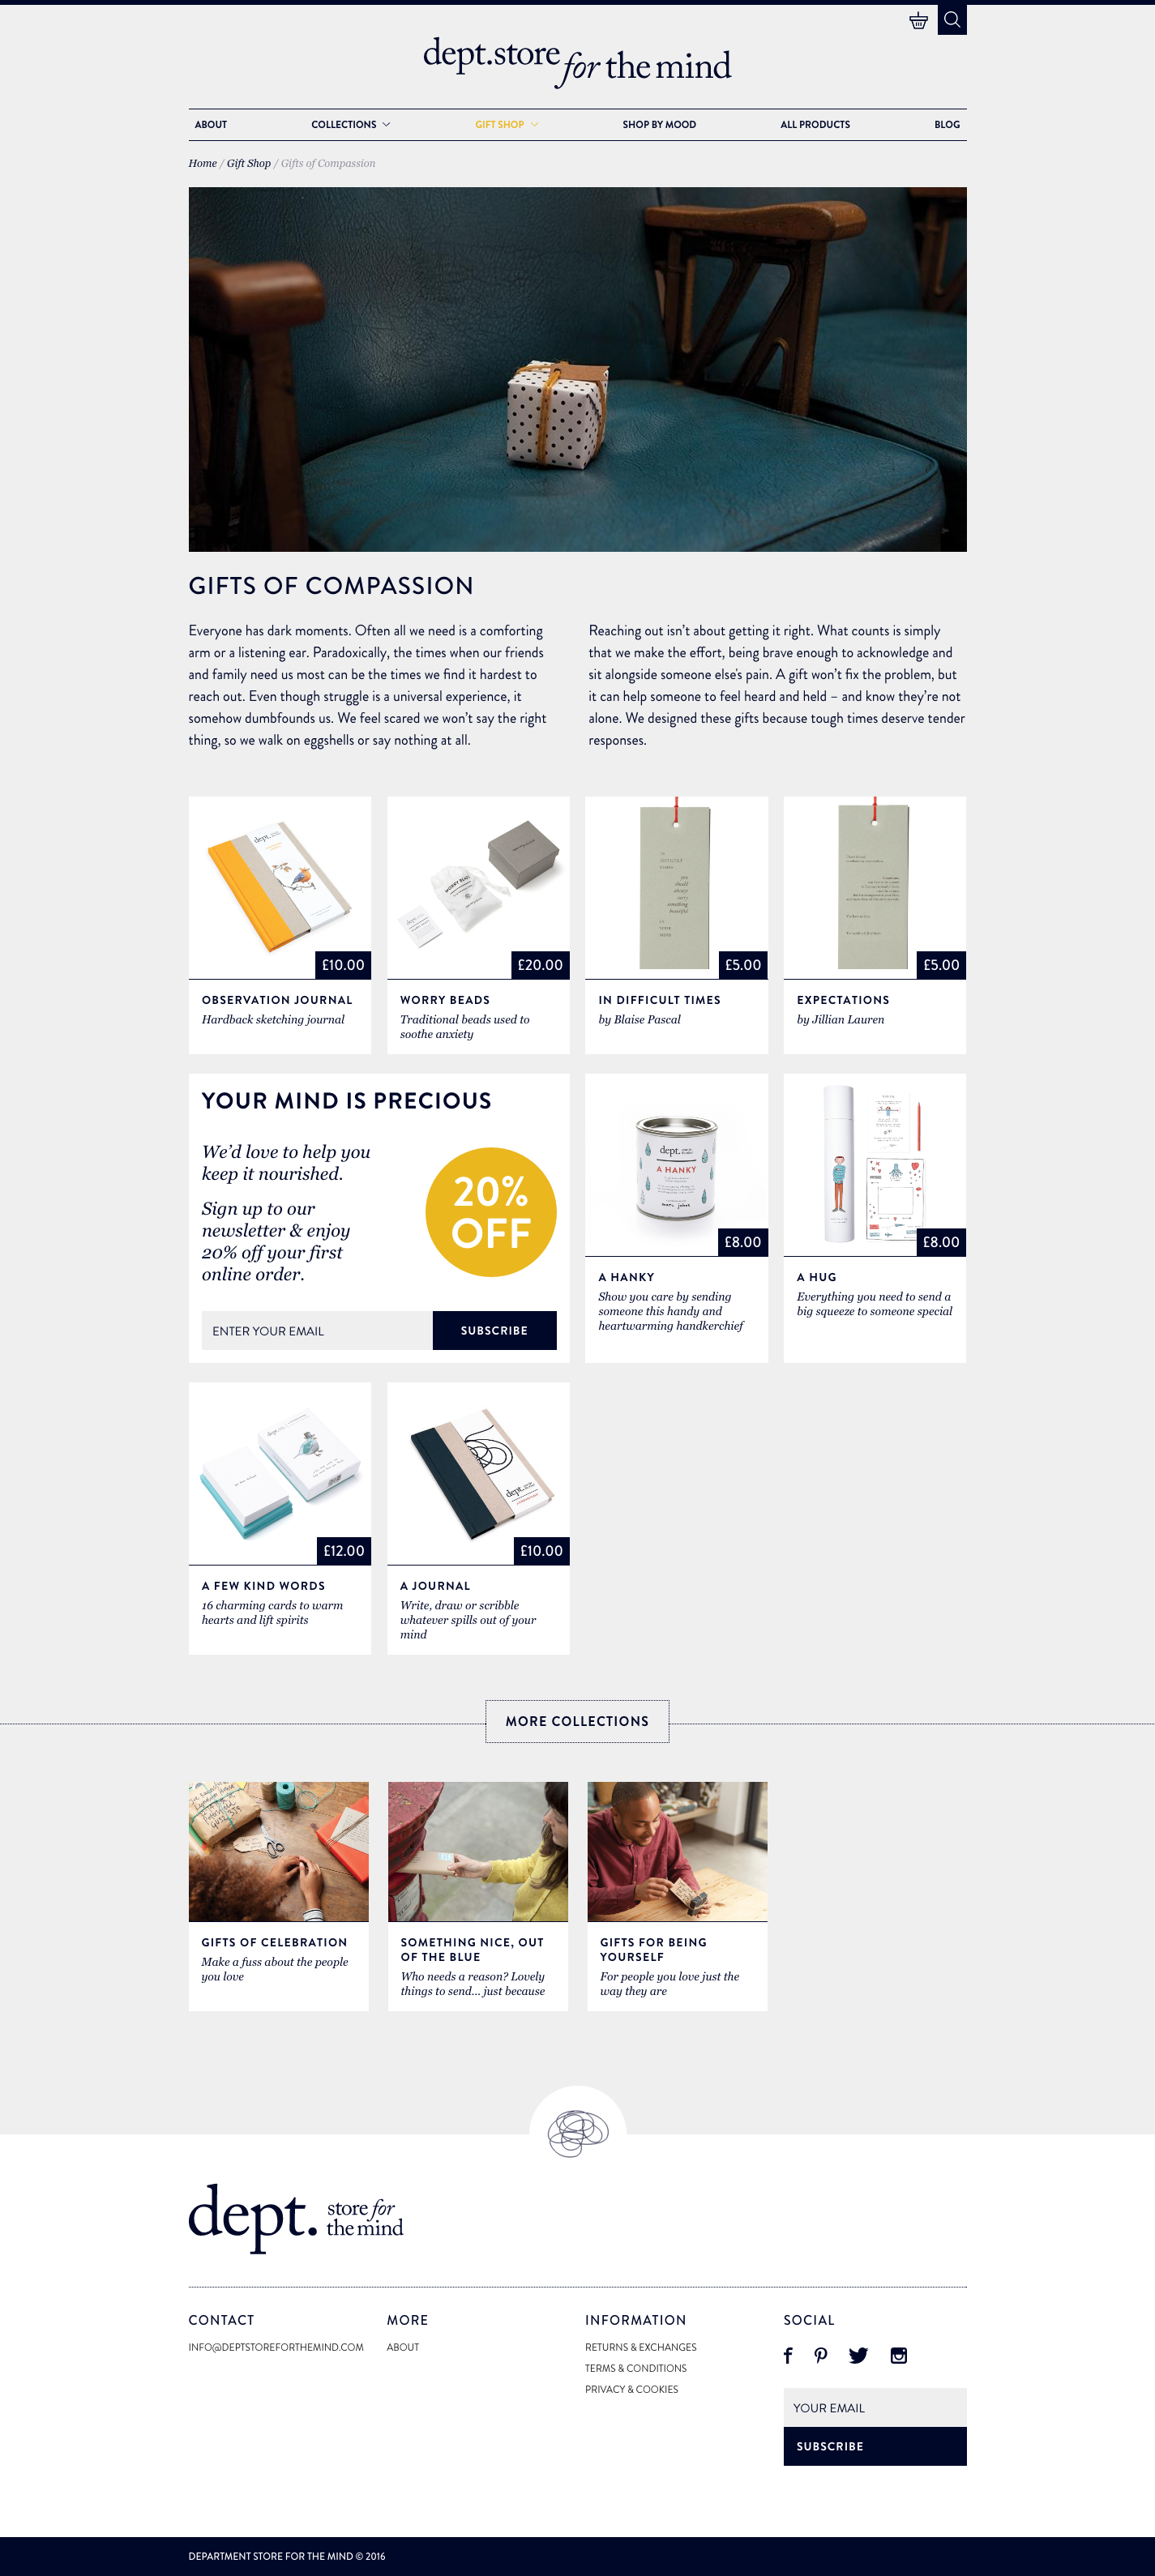 dept.store for the mind
ABOUT
COLLECTIONS
GIFT SHOP
SHOP BY MOOD
ALL PRODUCTS
BLOG
Home / Gift Shop / Gifts of Compassion
GIFTS OF COMPASSION
Everyone has dark moments. Often all we need is a comforting
arm or a listening ear. Paradoxically, the times when our friends
and family need us most can be the times we find it hardest to
reach out. Even though struggle is a universal experience, it
somehow dumbfounds us. We feel scared we won’t say the right
thing, so we walk on eggshells or say nothing at all.
Reaching out isn’t about getting it right. What counts is simply
that we make the effort, being brave enough to acknowledge and
sit alongside someone else's pain. A gift won’t fix the problem, but
it can help someone to feel heard and held – and know they’re not
alone. We designed these gifts because tough times deserve tender
responses.
dept.
£10.00
OBSERVATION JOURNAL
Hardback sketching journal
WORRY BEADS
£20.00
WORRY BEADS
Traditional beads used to
soothe anxiety
you
should
always
carry
something
beautiful
in
your
mind
£5.00
IN DIFFICULT TIMES
by Blaise Pascal
£5.00
EXPECTATIONS
by Jillian Lauren
YOUR MIND IS PRECIOUS
We’d love to help you
keep it nourished.
Sign up to our
newsletter & enjoy
20% off your first
online order.
20%
OFF
ENTER YOUR EMAIL
SUBSCRIBE
dept.
A HANKY
£8.00
A HANKY
Show you care by sending
someone this handy and
heartwarming handkerchief
£8.00
A HUG
Everything you need to send a
big squeeze to someone special
dept.
£12.00
A FEW KIND WORDS
16 charming cards to warm
hearts and lift spirits
dept.
£10.00
A JOURNAL
Write, draw or scribble
whatever spills out of your
mind
MORE COLLECTIONS
GIFTS OF CELEBRATION
Make a fuss about the people
you love
SOMETHING NICE, OUT
OF THE BLUE
Who needs a reason? Lovely
things to send... just because
GIFTS FOR BEING
YOURSELF
For people you love just the
way they are
dept. store for
the mind
CONTACT
INFO@DEPTSTOREFORTHEMIND.COM
MORE
ABOUT
INFORMATION
RETURNS & EXCHANGES
TERMS & CONDITIONS
PRIVACY & COOKIES
SOCIAL
YOUR EMAIL
SUBSCRIBE
DEPARTMENT STORE FOR THE MIND © 2016